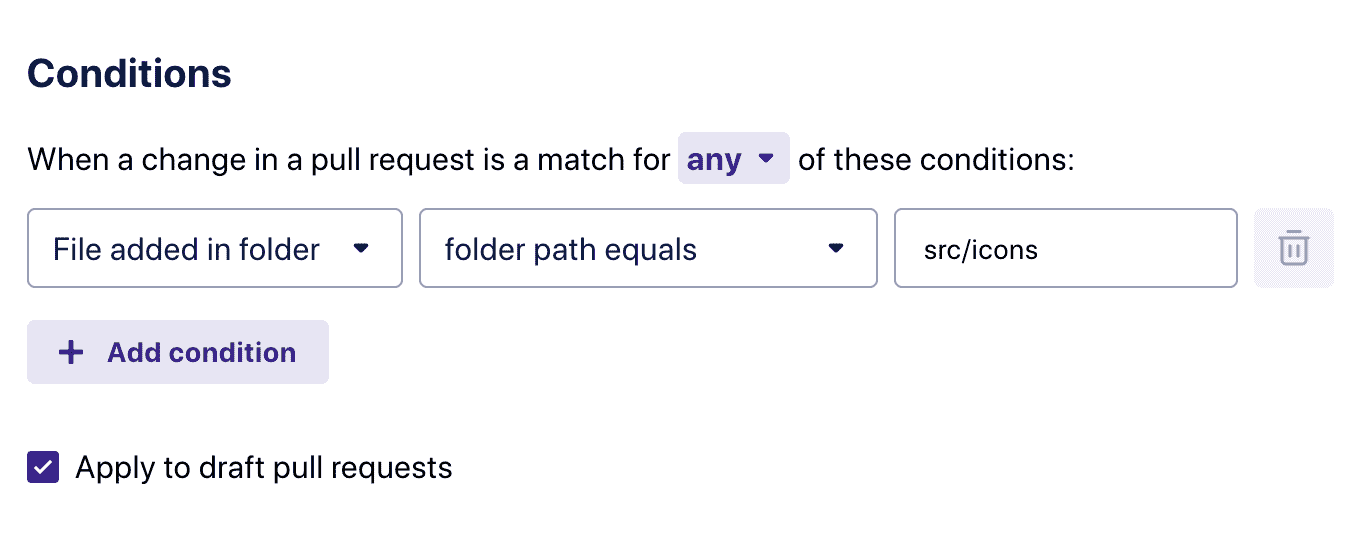 Conditions
When a change in a pull request is a match for any of these conditions:
File added in folder folder path equals src/icons
Add condition
Apply to draft pull requests